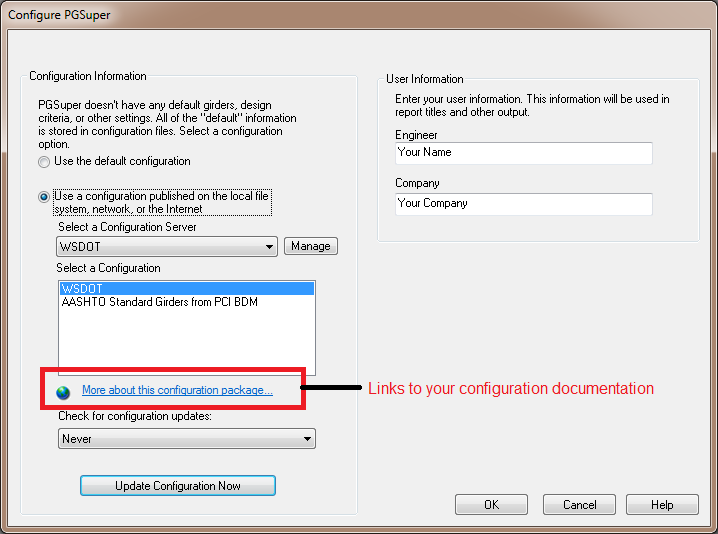 Configure PGSuper
Configuration Information
PGSuper doesn't have any default girders, design
criteria, or other settings. All of the "default" information
is stored in configuration files. Select a configuration
option.
Use the default configuration
Use a configuration published on the local file
system, network, or the Internet
Select a Configuration Server
WSDOT
Manage
Select a Configuration
WSDOT
AASHTO Standard Girders from PCI BDM
More about this configuration package...
Links to your configuration documentation
Check for configuration updates:
Never
Update Configuration Now
User Information
Enter your user information. This information will be used in
report titles and other output.
Engineer
Your Name
Company
Your Company
OK
Cancel
Help